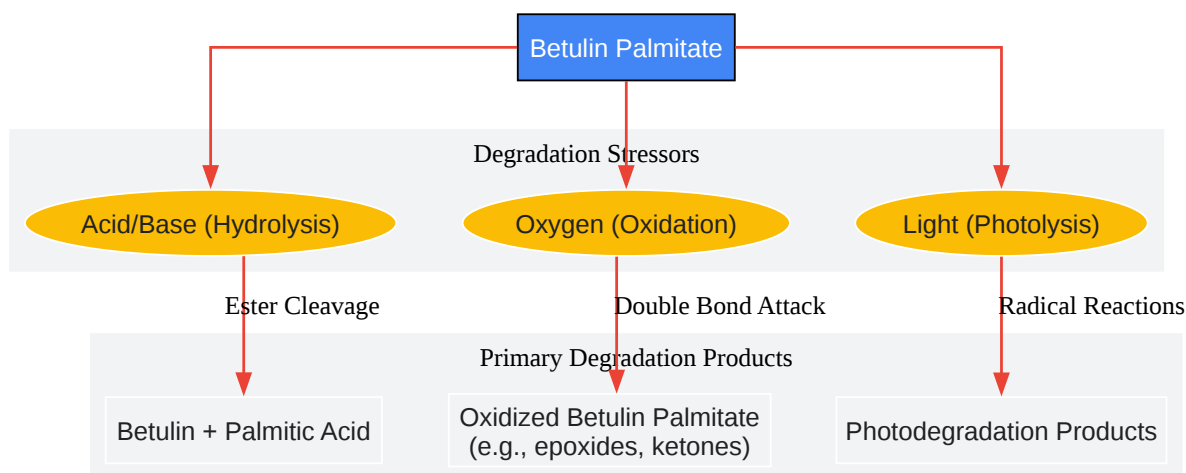 Betulin Palmitate
Degradation Stressors
Acid/Base (Hydrolysis)
Oxygen (Oxidation)
Light (Photolysis)
Ester Cleavage
Double Bond Attack
Radical Reactions
Primary Degradation Products
Betulin + Palmitic Acid
Oxidized Betulin Palmitate
(e.g., epoxides, ketones)
Photodegradation Products